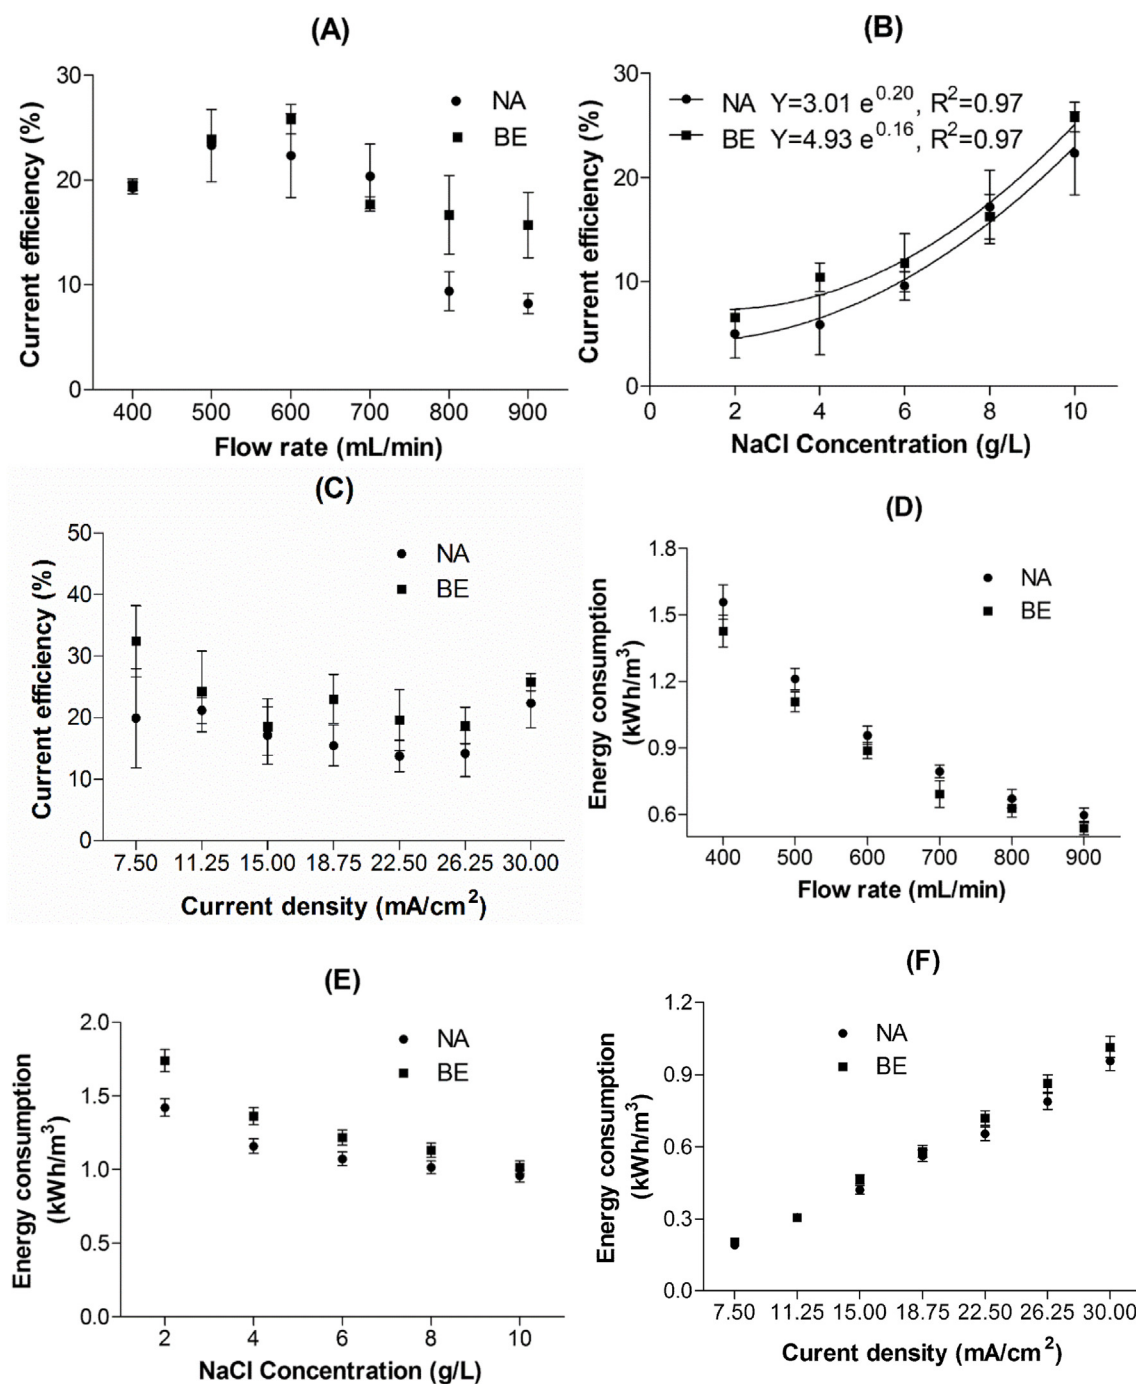 (A)
Current efficiency (%)
30
20
10
0
NA
BE
400 500 600 700 800 900
Flow rate (mL/min)
(B)
Current efficiency (%)
30
20
10
0
NA Y=3.01 e^0.20, R²=0.97
BE Y=4.93 e^0.16, R²=0.97
0 2 4 6 8 10
NaCl Concentration (g/L)
(C)
Current efficiency (%)
50
40
30
20
10
0
NA
BE
7.50 11.25 15.00 18.75 22.50 26.25 30.00
Current density (mA/cm²)
(D)
Energy consumption
(kWh/m³)
1.8
1.5
1.2
0.9
0.6
NA
BE
400 500 600 700 800 900
Flow rate (mL/min)
(E)
Energy consumption
(kWh/m³)
2.0
1.5
1.0
0.5
0.0
NA
BE
2 4 6 8 10
NaCl Concentration (g/L)
(F)
Energy consumption
(kWh/m³)
1.2
0.9
0.6
0.3
0.0
NA
BE
7.50 11.25 15.00 18.75 22.50 26.25 30.00
Curent density (mA/cm²)